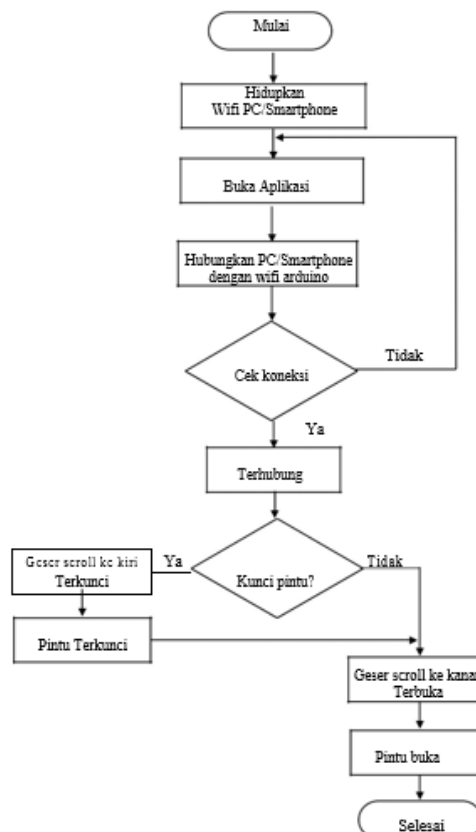 Mulai
Hidupkan
Wifi PC/Smartphone
Buka Aplikasi
Hubungkan PC/Smartphone
dengan wifi arduino
Cek koneksi
Tidak
Ya
Terhubung
Kunci pintu?
Ya
Tidak
Geser scroll ke kiri
Terkunci
Pintu Terkunci
Geser scroll ke kanan
Terbuka
Pintu buka
Selesai